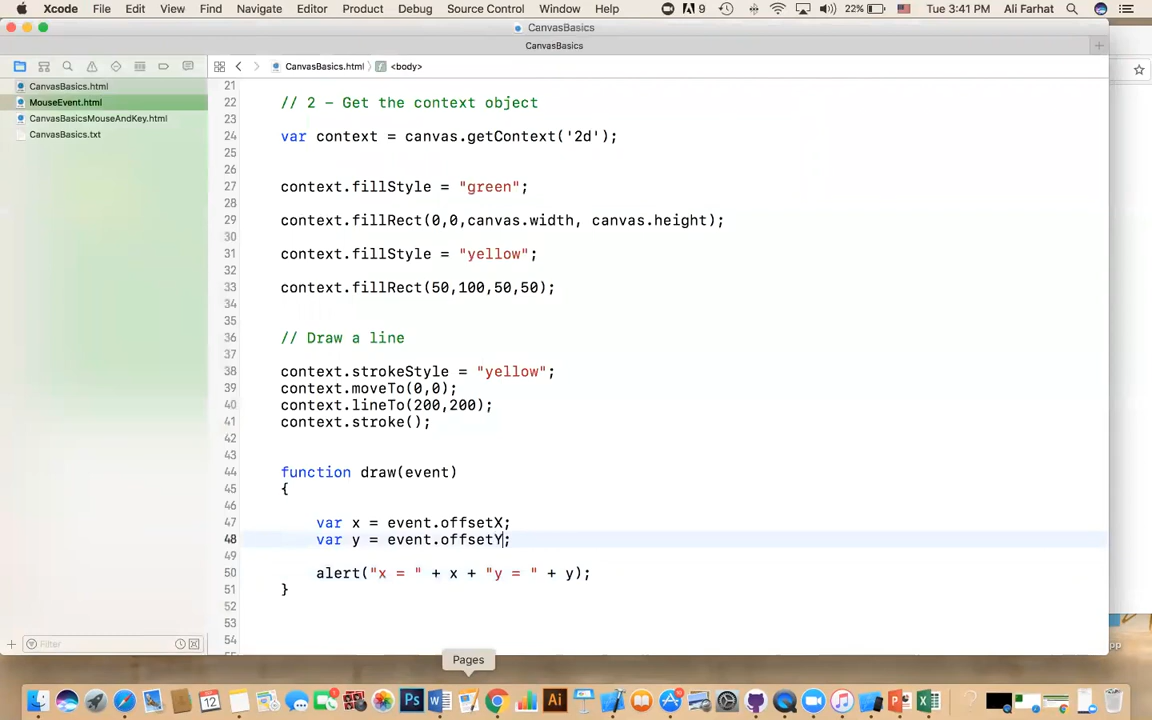 Xcode File Edit View Find Navigate Editor Product Debug Source Control Window Help 9 22% Tue 3:41 PM Ali Farhat
CanvasBasics
CanvasBasics
CanvasBasics.html <body>
CanvasBasics.html
MouseEvent.html
CanvasBasicsMouseAndKey.html
CanvasBasics.txt
21
22 // 2 – Get the context object
23
24 var context = canvas.getContext('2d');
25
26
27 context.fillStyle = "green";
28
29 context.fillRect(0,0,canvas.width, canvas.height);
30
31 context.fillStyle = "yellow";
32
33 context.fillRect(50,100,50,50);
34
35
36 // Draw a line
37
38 context.strokeStyle = "yellow";
39 context.moveTo(0,0);
40 context.lineTo(200,200);
41 context.stroke();
42
43
44 function draw(event)
45 {
46
47 var x = event.offsetX;
48 var y = event.offsetY;
49
50 alert("x = " + x + "y = " + y);
51 }
52
53
54
Filter
Pages
Ps W Ai
12